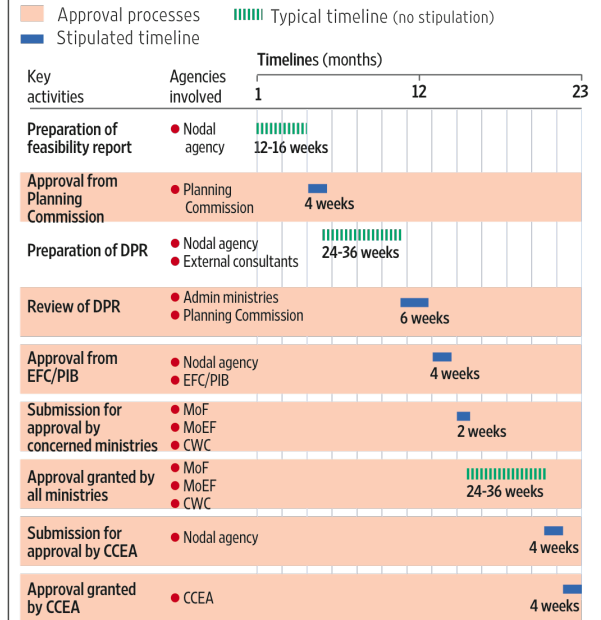 Approval processes
Typical timeline (no stipulation)
Stipulated timeline
Timelines (months)
Key
activities
Agencies
involved
1
12
23
Preparation of
feasibility report
Nodal
agency
12-16 weeks
Approval from
Planning
Commission
Planning
Commission
4 weeks
Preparation of DPR
Nodal agency
External consultants
24-36 weeks
Review of DPR
Admin ministries
Planning Commission
6 weeks
Approval from
EFC/PIB
Nodal agency
EFC/PIB
4 weeks
Submission for
approval by
concerned ministries
MoF
MoEF
CWC
2 weeks
Approval granted by
all ministries
MoF
MoEF
CWC
24-36 weeks
Submission for
approval by CCEA
Nodal agency
4 weeks
Approval granted
by CCEA
CCEA
4 weeks